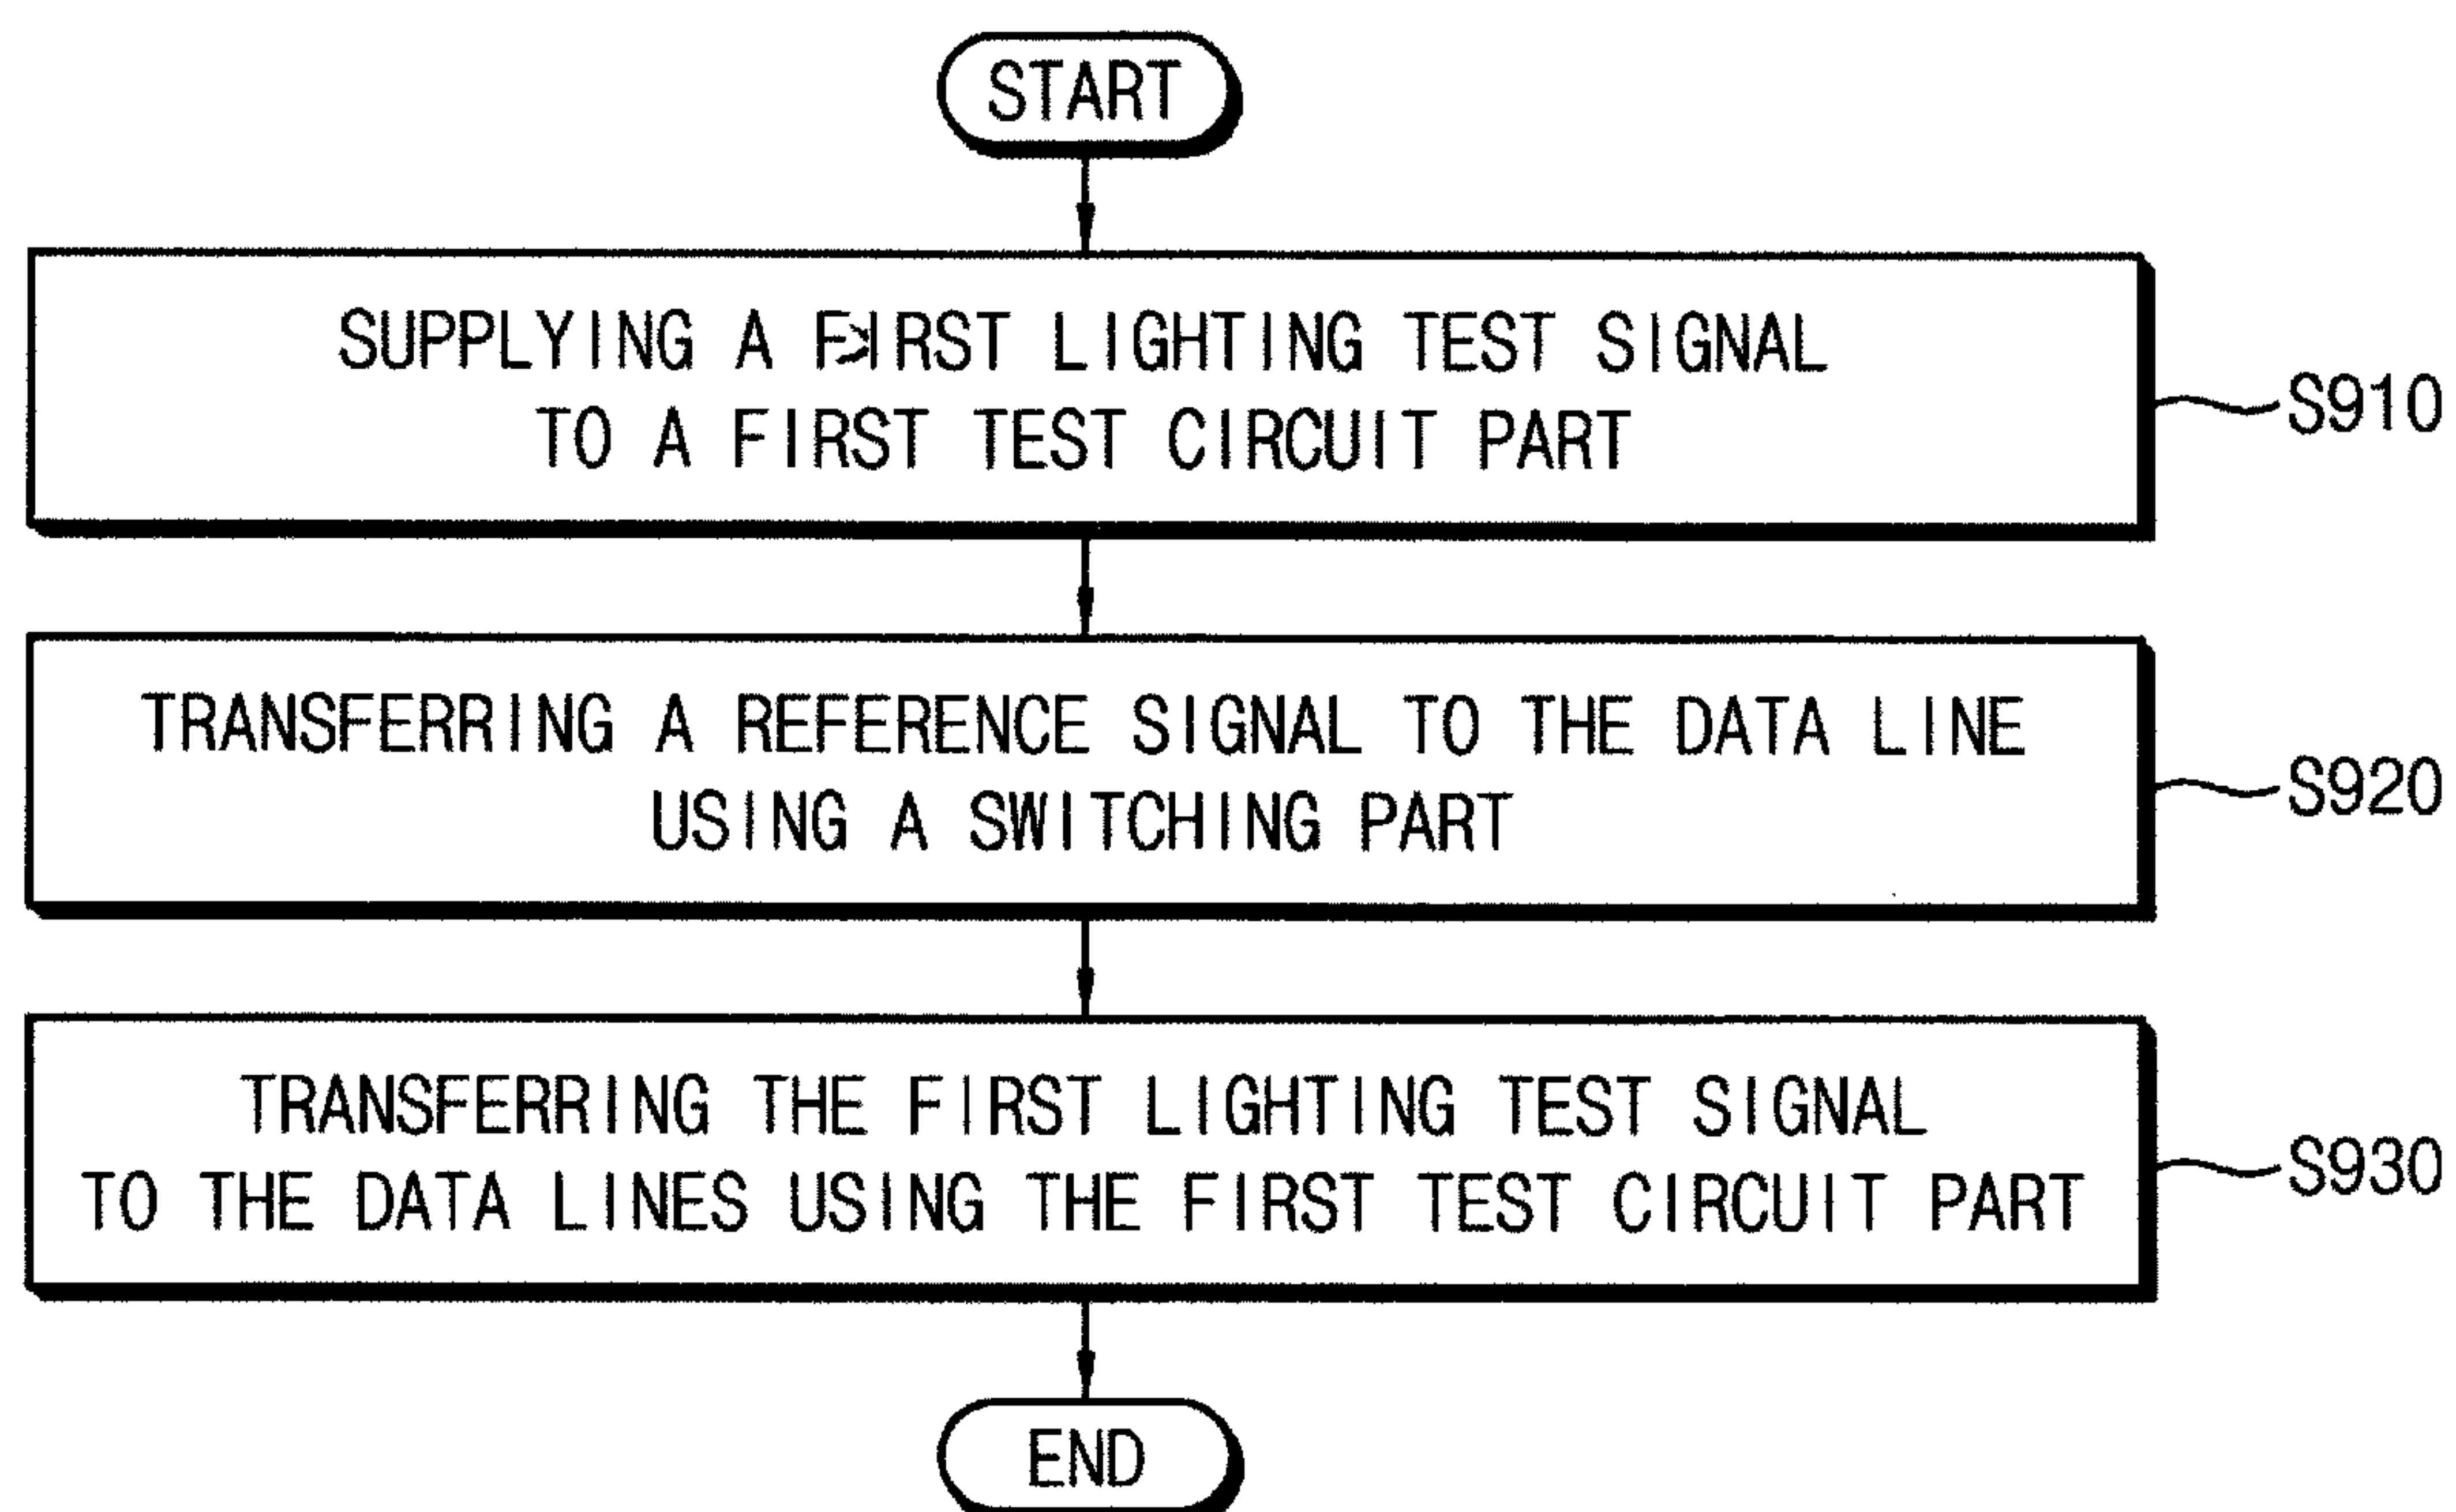 START
SUPPLYING A FIRST LIGHTING TEST SIGNAL
TO A FIRST TEST CIRCUIT PART
S910
TRANSFERRING A REFERENCE SIGNAL TO THE DATA LINE
USING A SWITCHING PART
S920
TRANSFERRING THE FIRST LIGHTING TEST SIGNAL
TO THE DATA LINES USING THE FIRST TEST CIRCUIT PART
S930
END